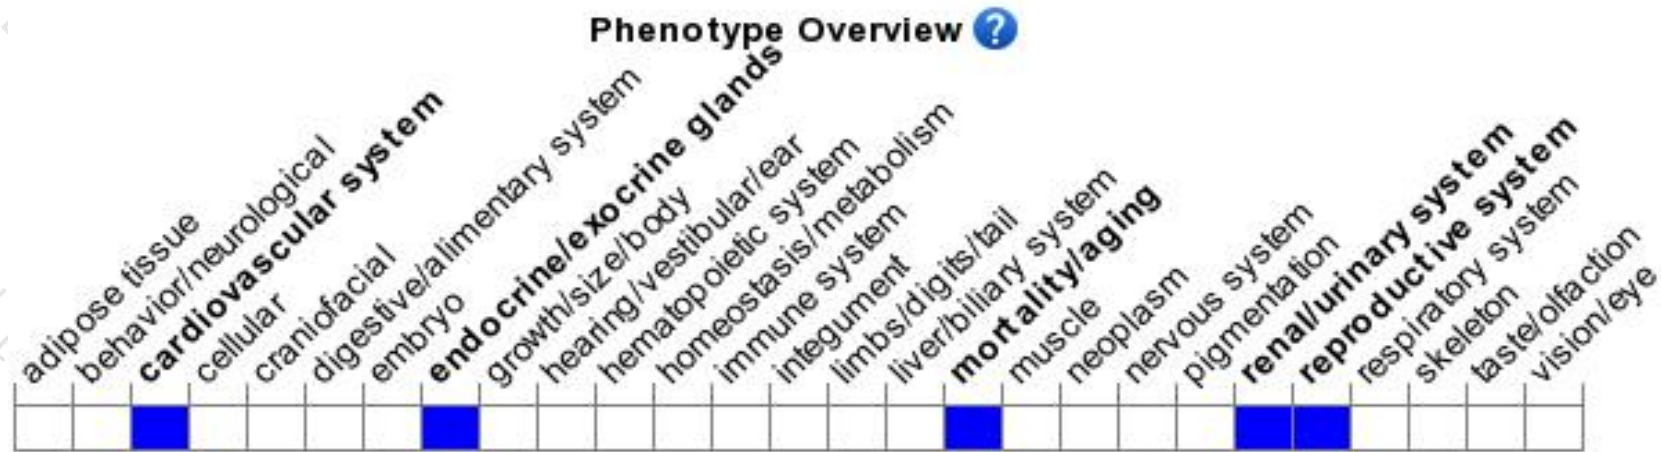 Phenotype Overview ?
adipose tissue
behavior/neurological
cardiovascular system
cellular
craniofacial
digestive/alimentary system
embryo
endocrine/exocrine glands
growth/size/body
hearing/vestibular/ear
hematopoietic system
homeostasis/metabolism
immune system
integument
limbs/digits/tail
liver/biliary system
mortality/aging
muscle
neoplasm
nervous system
pigmentation
renal/urinary system
reproductive system
respiratory system
skeleton
taste/olfaction
vision/eye